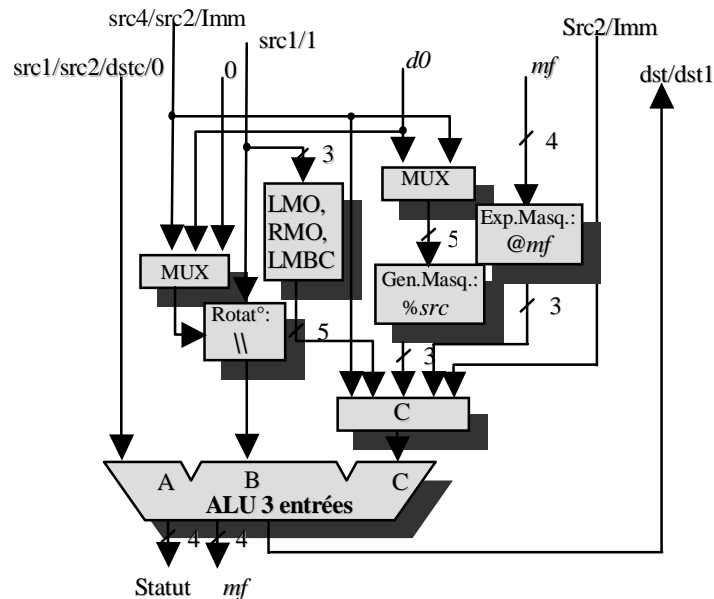 src4/src2/Imm
src1/1
Src2/Imm
src1/src2/dstc/0
0
d0
mf
dst/dst1
3
4
MUX
LMO,
RMO,
LMBC
Exp.Masq.:
@mf
5
MUX
Gen.Masq.:
%src
Rotat°:
\\
5
3
3
C
A
B
C
ALU 3 entrées
4
4
Statut
mf